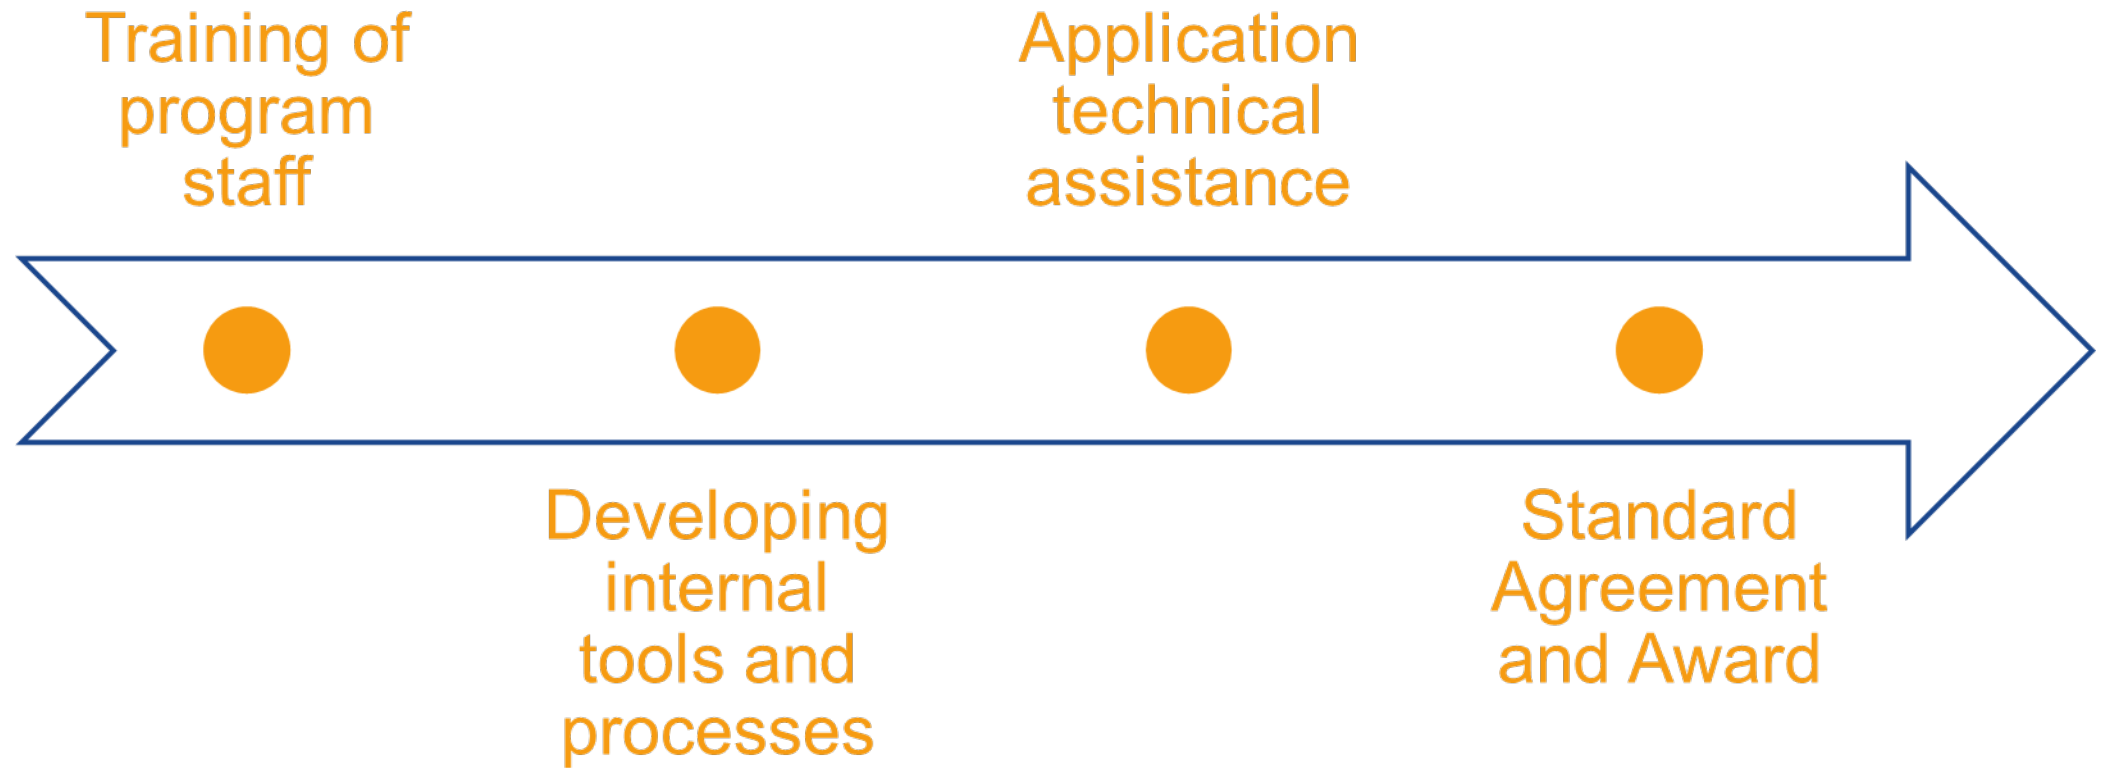 Training of
program
staff
Developing
internal
tools and
processes
Application
technical
assistance
Standard
Agreement
and Award